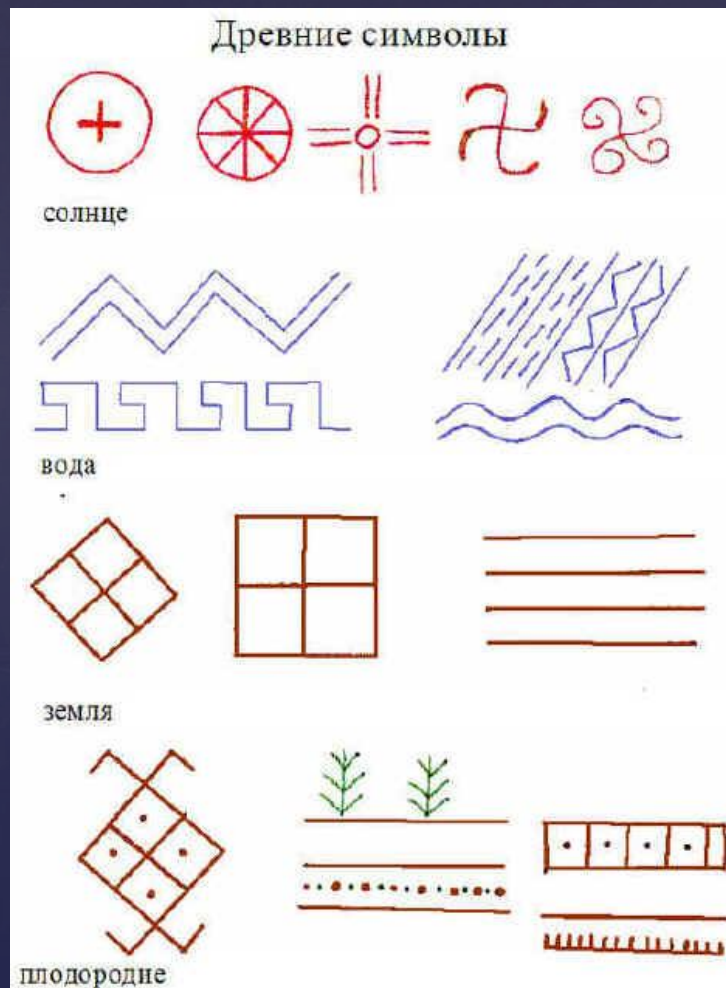 Древние символы
солнце
вода
земля
плодородие